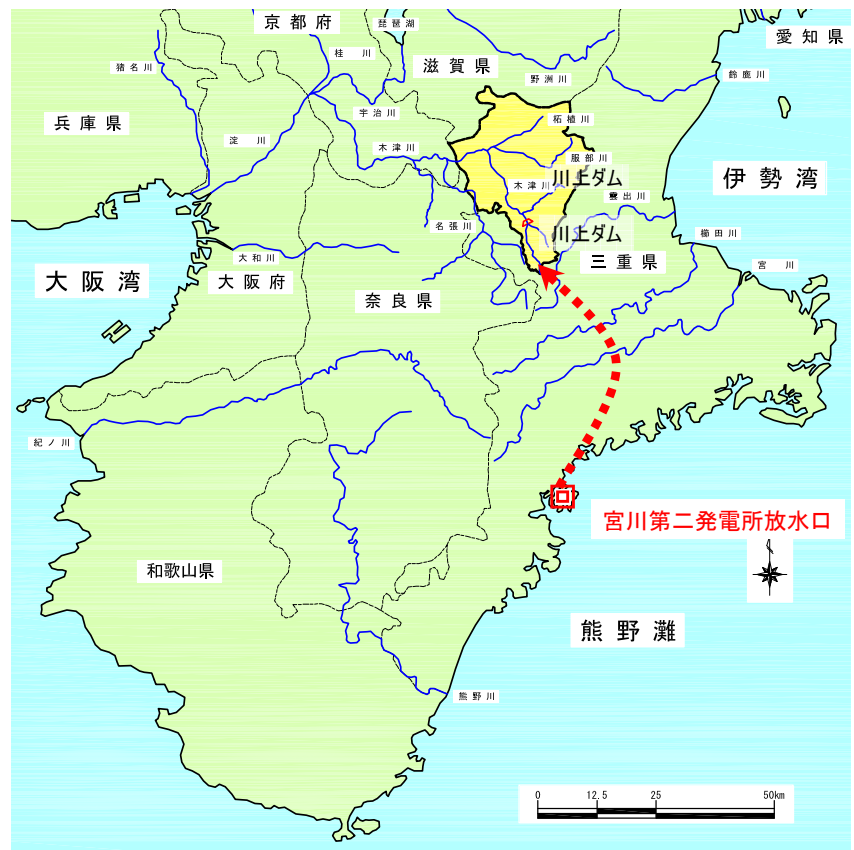 京都府
琵琶湖
愛知県
桂川
滋賀県
猪名川
野洲川
鈴鹿川
宇治川
兵庫県
柘植川
淀川
木津川
服部川
川上ダム
木津川
伊勢湾
雲出川
名張川
川上ダム
櫛田川
大和川
三重県
宮川
大阪湾
大阪府
奈良県
紀ノ川
宮川第二発電所放水口
和歌山県
熊野灘
熊野川
0 12.5 25 50km